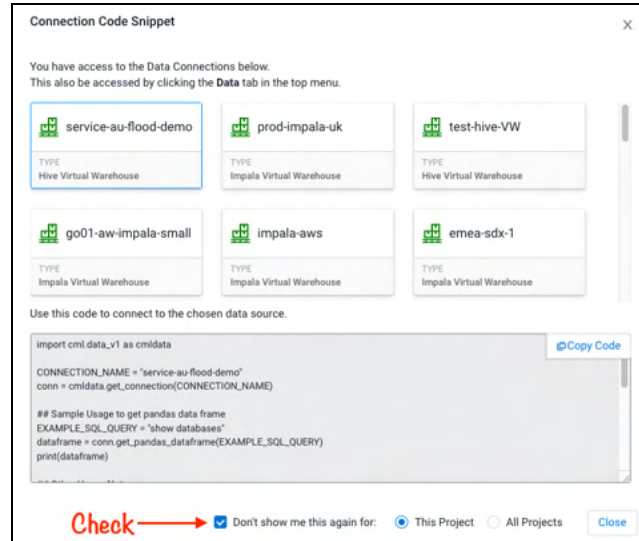 Connection Code Snippet
X
You have access to the Data Connections below.
This also be accessed by clicking the Data tab in the top menu.
service-au-flood-demo
prod-impala-uk
test-hive-VW
TYPE
Hive Virtual Warehouse
TYPE
Impala Virtual Warehouse
TYPE
Hive Virtual Warehouse
go01-aw-impala-small
impala-aws
emea-sdx-1
TYPE
Impala Virtual Warehouse
TYPE
Impala Virtual Warehouse
TYPE
Impala Virtual Warehouse
Use this code to connect to the chosen data source.
Copy Code
import cml.data_v1 as cmldata
CONNECTION_NAME = "service-au-flood-demo"
conn = cmldata.get_connection(CONNECTION_NAME)
## Sample Usage to get pandas data frame
EXAMPLE_SQL_QUERY = "show databases"
dataframe = conn.get_pandas_dataframe(EXAMPLE_SQL_QUERY)
print(dataframe)
Check
Don't show me this again for:
This Project
All Projects
Close